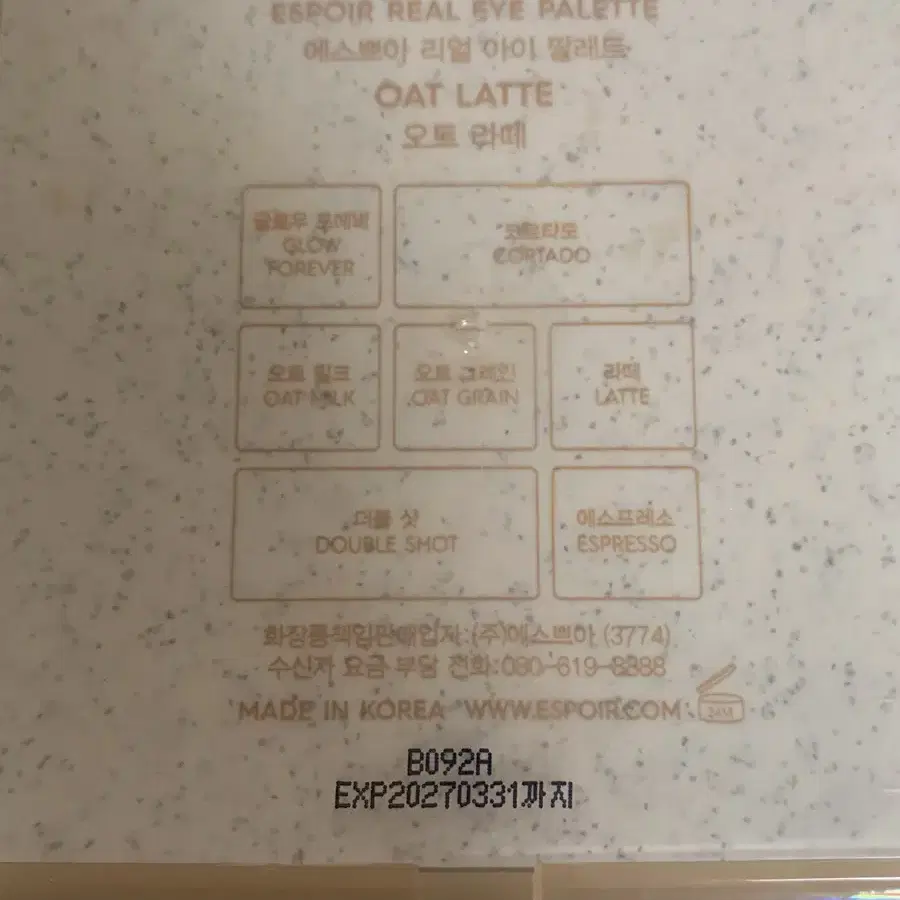 ESPOIR REAL EYE PALETTE
에스쁘아 리얼 아이 팔레트
OAT LATTE
오트 라떼
글로우 포에버
GLOW
FOREVER
코르타도
CORTADO
오트 밀크
OAT MILK
오트 그레인
OAT GRAIN
라떼
LATTE
더블 샷
DOUBLE SHOT
에스프레소
ESPRESSO
화장품책임판매업자:(주)에스쁘아 (3774)
수신자 요금 부담 전화:080-619-8888
MADE IN KOREA WWW.ESPOIR.COM
24M
B092A
EXP20270331까지